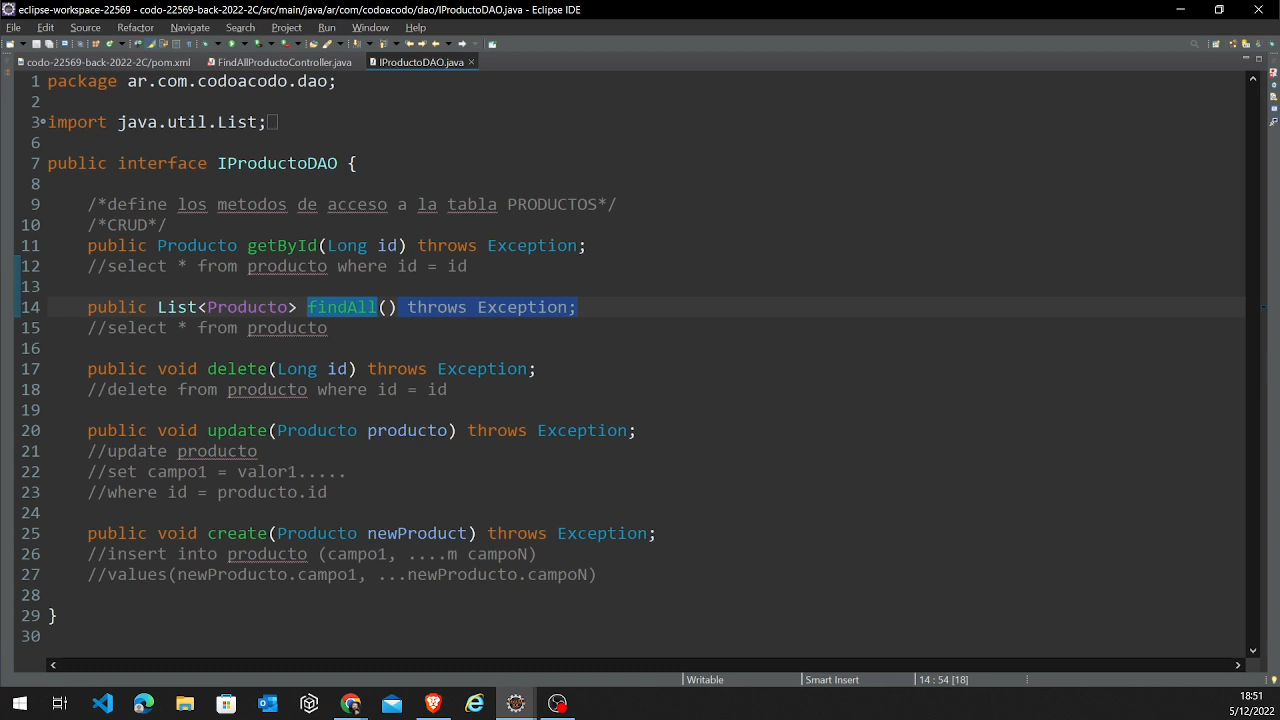 eclipse-workspace-22569 - codo-22569-back-2022-2C/src/main/java/ar/com/codoacodo/dao/IProductoDAO.java - Eclipse IDE
File Edit Source Refactor Navigate Search Project Run Window Help
codo-22569-back-2022-2C/pom.xml FindAllProductoController.java IProductoDAO.java
1 package ar.com.codoacodo.dao;
2
3 import java.util.List;
6
7 public interface IProductoDAO {
8
9 /*define los metodos de acceso a la tabla PRODUCTOS*/
10 /*CRUD*/
11 public Producto getById(Long id) throws Exception;
12 //select * from producto where id = id
13
14 public List<Producto> findAll() throws Exception;
15 //select * from producto
16
17 public void delete(Long id) throws Exception;
18 //delete from producto where id = id
19
20 public void update(Producto producto) throws Exception;
21 //update producto
22 //set campo1 = valor1.....
23 //where id = producto.id
24
25 public void create(Producto newProduct) throws Exception;
26 //insert into producto (campo1, ....m campoN)
27 //values(newProducto.campo1, ...newProducto.campoN)
28
29 }
30
Writable Smart Insert 14 : 54 [18]
18:51
5/12/2022